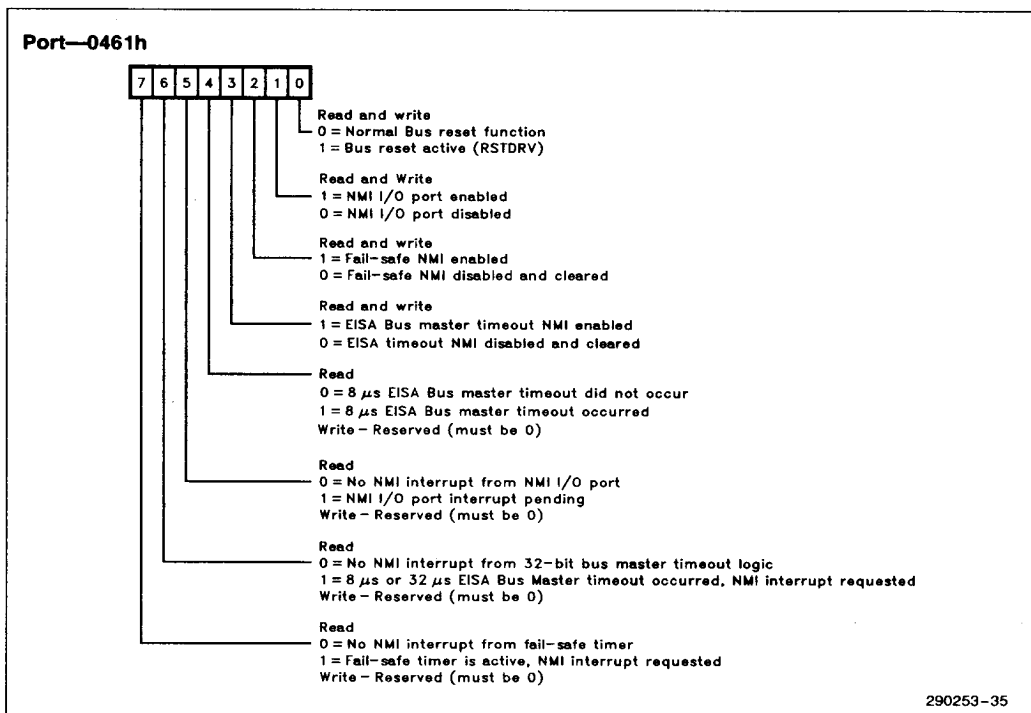 Port—0461h
7 6 5 4 3 2 1 0
Read and write
0 = Normal Bus reset function
1 = Bus reset active (RSTDRV)
Read and Write
1 = NMI I/O port enabled
0 = NMI I/O port disabled
Read and write
1 = Fail-safe NMI enabled
0 = Fail-safe NMI disabled and cleared
Read and write
1 = EISA Bus master timeout NMI enabled
0 = EISA timeout NMI disabled and cleared
Read
0 = 8 μs EISA Bus master timeout did not occur
1 = 8 μs EISA Bus master timeout occurred
Write - Reserved (must be 0)
Read
0 = No NMI interrupt from NMI I/O port
1 = NMI I/O port interrupt pending
Write - Reserved (must be 0)
Read
0 = No NMI interrupt from 32-bit bus master timeout logic
1 = 8 μs or 32 μs EISA Bus Master timeout occurred, NMI interrupt requested
Write - Reserved (must be 0)
Read
0 = No NMI interrupt from fail-safe timer
1 = Fail-safe timer is active, NMI interrupt requested
Write - Reserved (must be 0)
290253-35